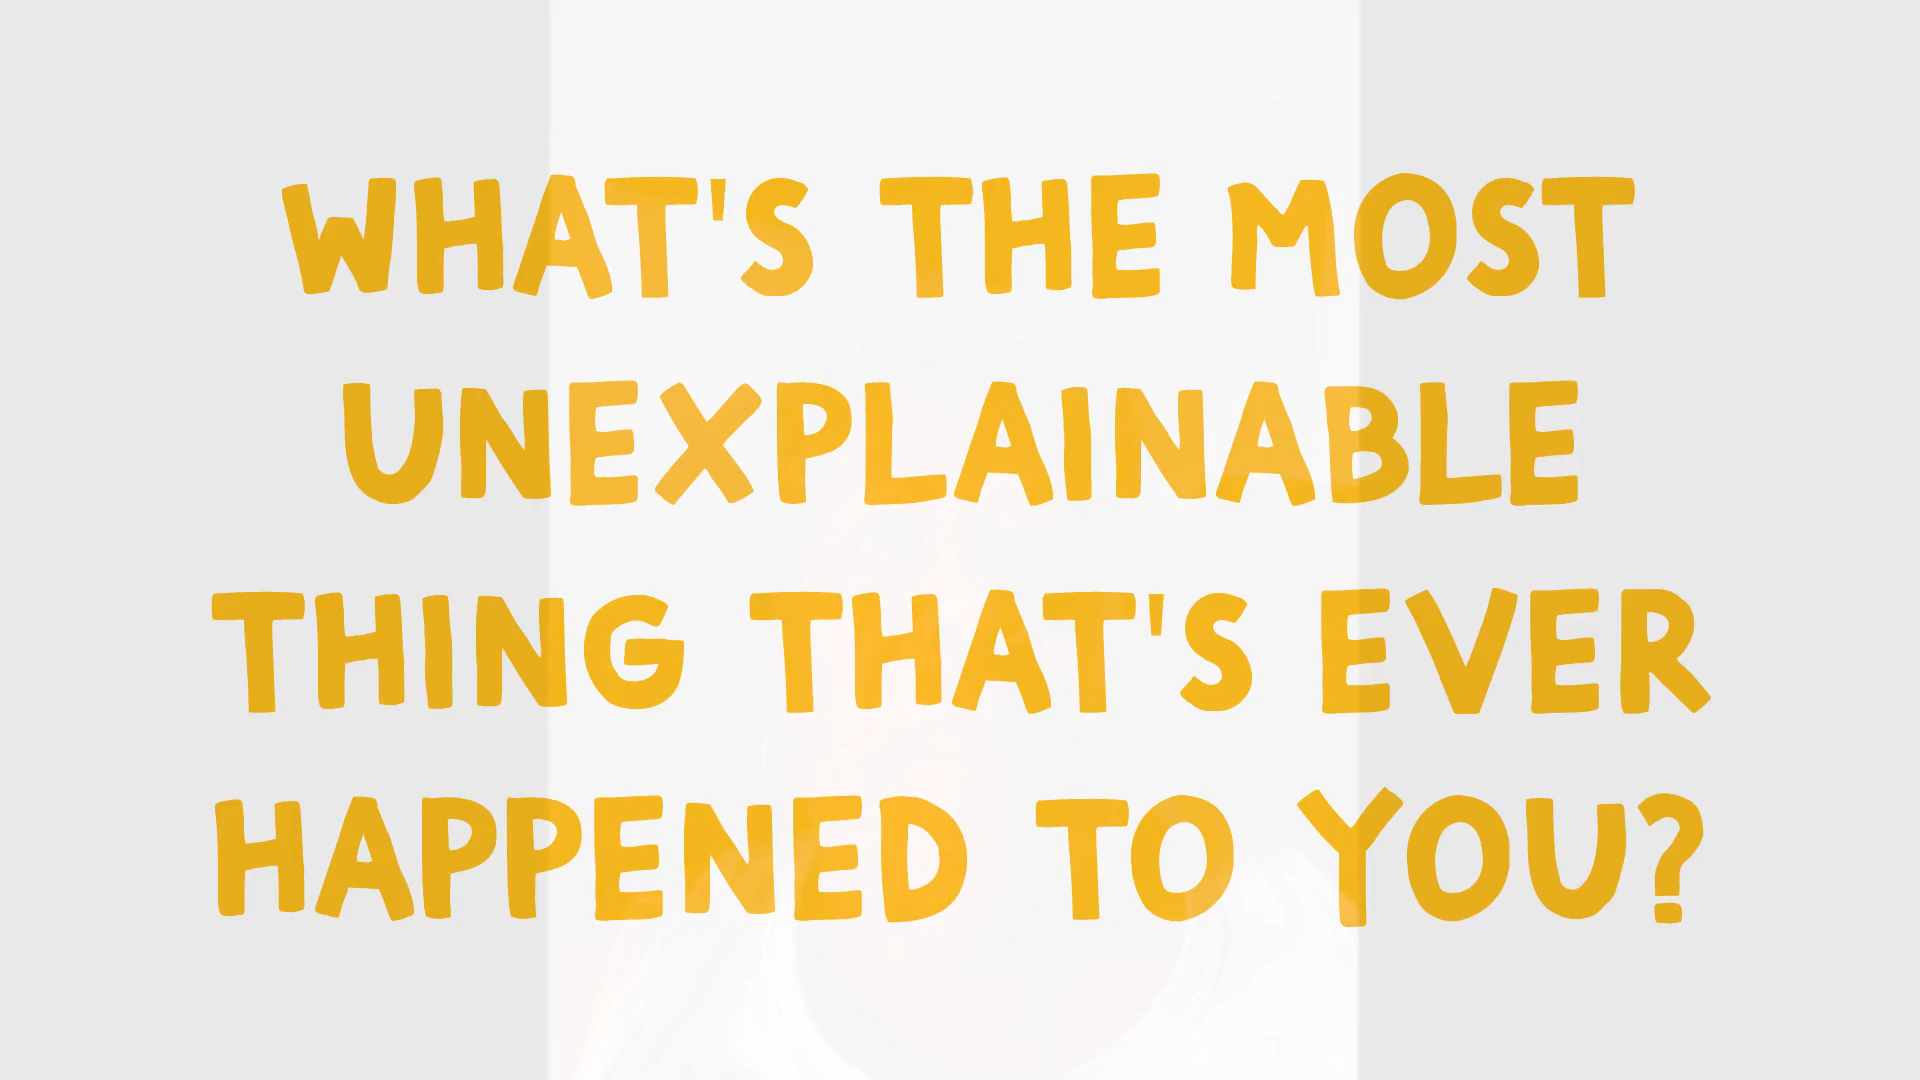 WHAT'S THE MOST
UNEXPLAINABLE
THING THAT'S EVER
HAPPENED TO YOU?